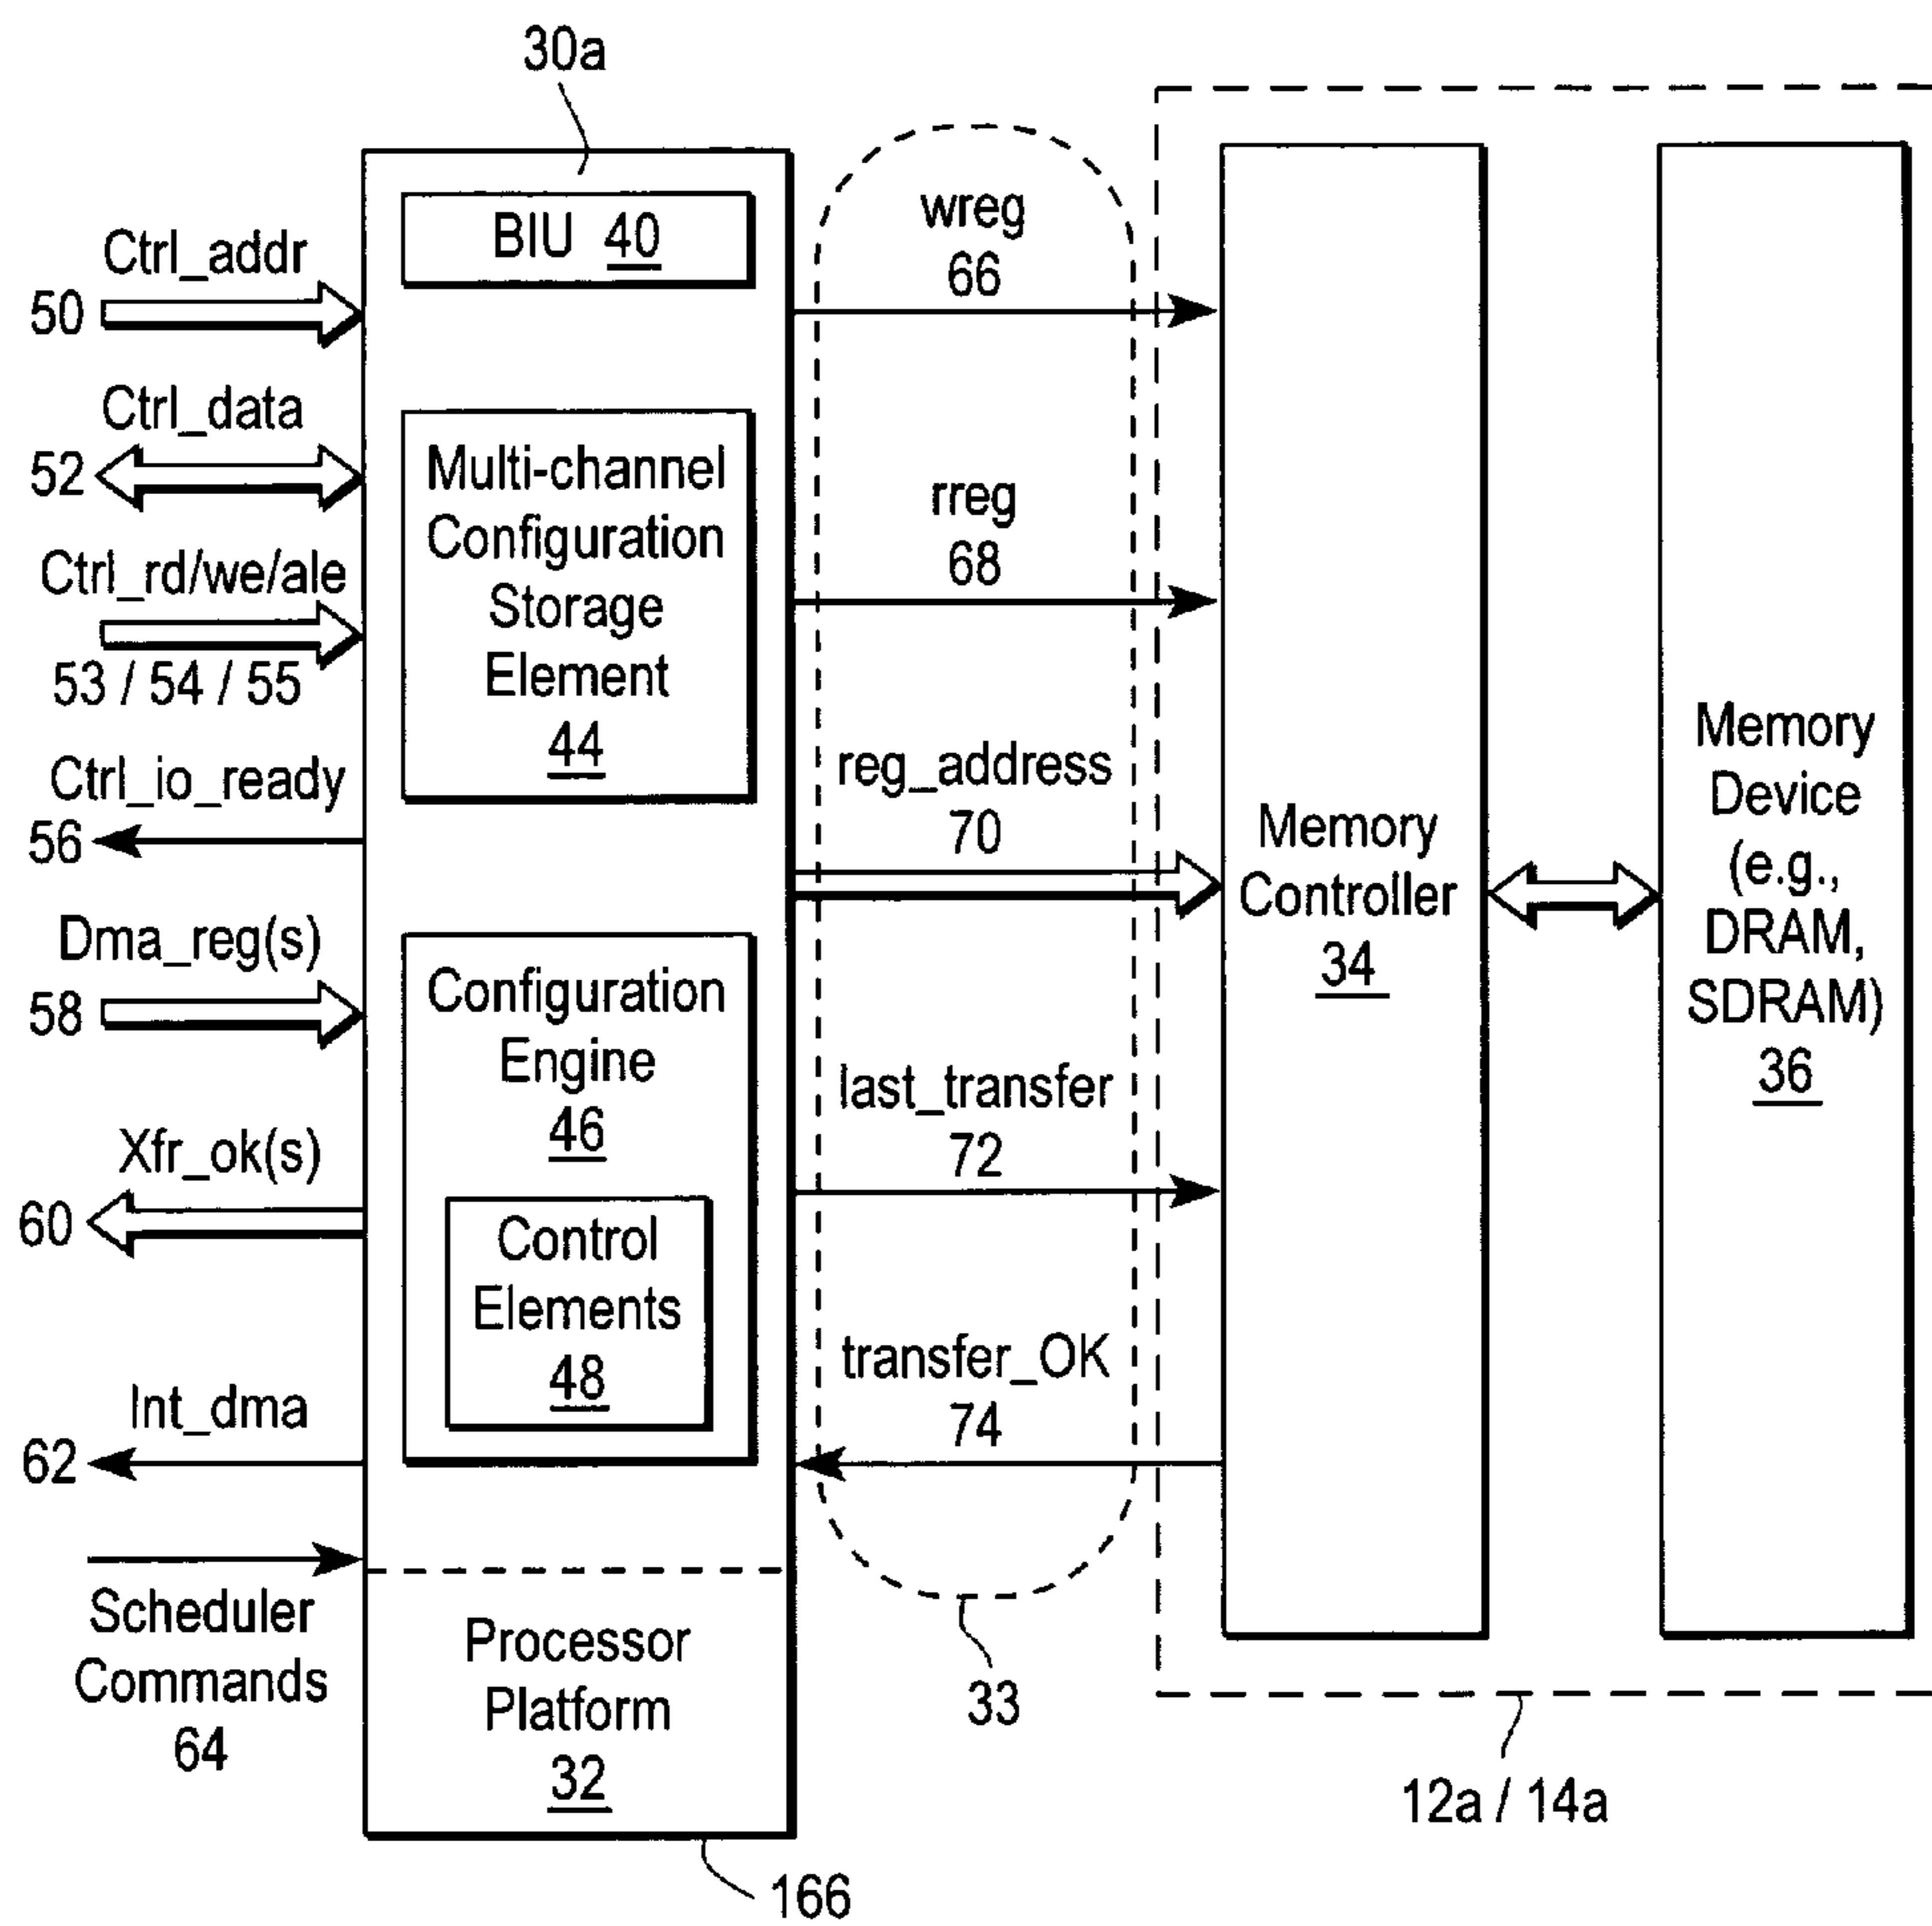 30a
BIU 40
Ctrl_addr
50
Ctrl_data
52
Ctrl_rd/we/ale
53 / 54 / 55
Ctrl_io_ready
56
Dma_reg(s)
58
Xfr_ok(s)
60
Int_dma
62
Scheduler
Commands
64
Multi-channel
Configuration
Storage
Element
44
Configuration
Engine
46
Control
Elements
48
Processor
Platform
32
166
wreg
66
rreg
68
reg_address
70
last_transfer
72
transfer_OK
74
33
Memory
Controller
34
Memory
Device
(e.g.,
DRAM,
SDRAM)
36
12a / 14a